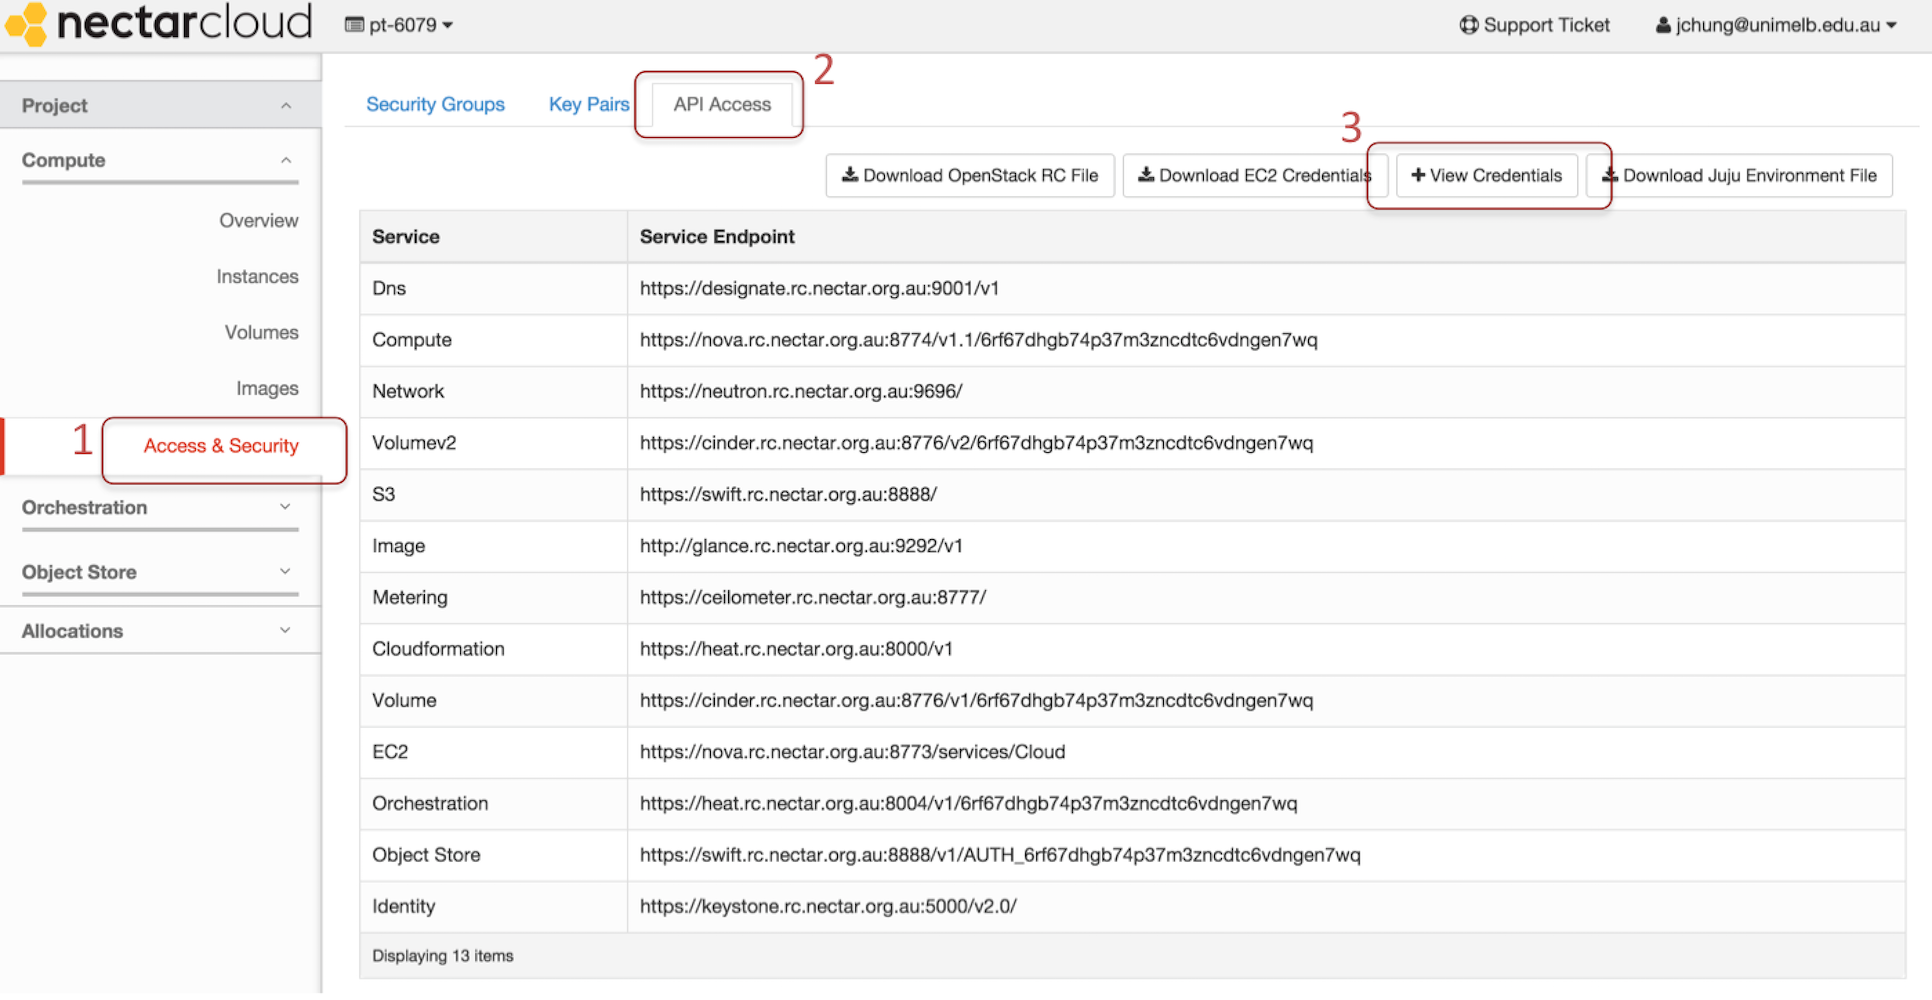 nectarcloud pt-6079 Support Ticket jchung@unimelb.edu.au
Project
Compute
Overview
Instances
Volumes
Images
1 Access & Security
Orchestration
Object Store
Allocations
Security Groups Key Pairs API Access 2
3
Download OpenStack RC File Download EC2 Credentials + View Credentials Download Juju Environment File
Service Service Endpoint
Dns https://designate.rc.nectar.org.au:9001/v1
Compute https://nova.rc.nectar.org.au:8774/v1.1/6rf67dhgb74p37m3zncdtc6vdngen7wq
Network https://neutron.rc.nectar.org.au:9696/
Volumev2 https://cinder.rc.nectar.org.au:8776/v2/6rf67dhgb74p37m3zncdtc6vdngen7wq
S3 https://swift.rc.nectar.org.au:8888/
Image http://glance.rc.nectar.org.au:9292/v1
Metering https://ceilometer.rc.nectar.org.au:8777/
Cloudformation https://heat.rc.nectar.org.au:8000/v1
Volume https://cinder.rc.nectar.org.au:8776/v1/6rf67dhgb74p37m3zncdtc6vdngen7wq
EC2 https://nova.rc.nectar.org.au:8773/services/Cloud
Orchestration https://heat.rc.nectar.org.au:8004/v1/6rf67dhgb74p37m3zncdtc6vdngen7wq
Object Store https://swift.rc.nectar.org.au:8888/v1/AUTH_6rf67dhgb74p37m3zncdtc6vdngen7wq
Identity https://keystone.rc.nectar.org.au:5000/v2.0/
Displaying 13 items